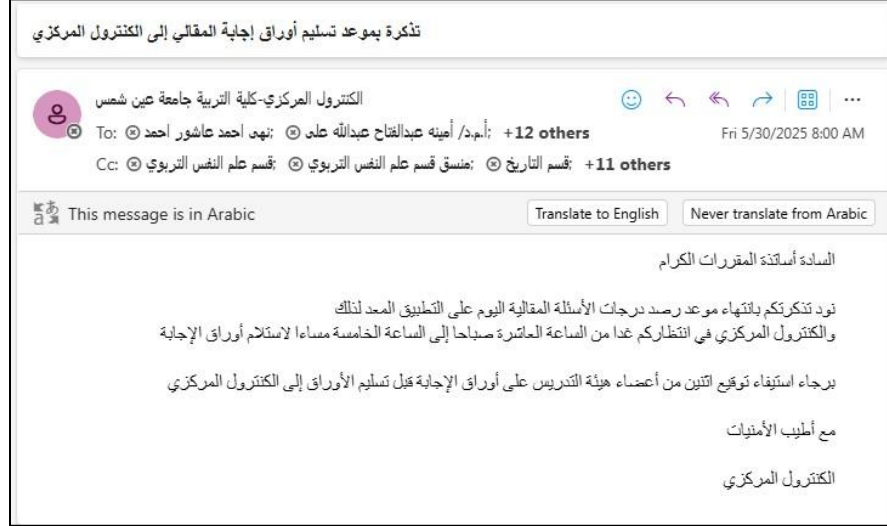 تذكرة بموعد تسليم أوراق إجابة المقالي إلى الكنترول المركزي
الكنترول المركزي-كلية التربية جامعة عين شمس
To: نهى احمد عاشور احمد; أ.م.د/ أمينه عبدالفتاح عبدالله على; +12 others
Fri 5/30/2025 8:00 AM
Cc: قسم علم النفس التربوي; منسق قسم علم النفس التربوي; قسم التاريخ; +11 others
This message is in Arabic
Translate to English
Never translate from Arabic
السادة أساتذة المقررات الكرام
نود تذكرتكم بانتهاء موعد رصد درجات الأسئلة المقالية اليوم على التطبيق المعد لذلك
والكنترول المركزي في انتظاركم غدا من الساعة العاشرة صباحا إلى الساعة الخامسة مساءا لاستلام أوراق الإجابة
برجاء استيفاء توقيع اثنين من أعضاء هيئة التدريس على أوراق الإجابة قبل تسليم الأوراق إلى الكنترول المركزي
مع أطيب الأمنيات
الكنترول المركزي